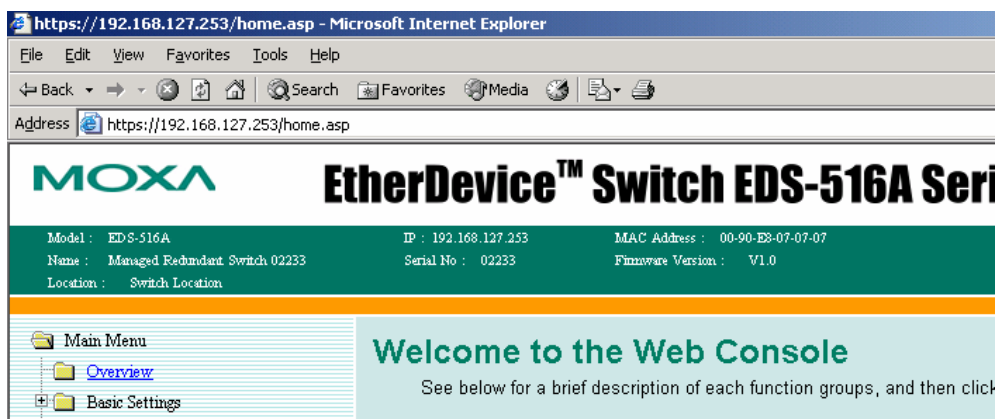 https://192.168.127.253/home.asp - Microsoft Internet Explorer
File Edit View Favorites Tools Help
Back Search Favorites Media
Address https://192.168.127.253/home.asp
MOXA EtherDevice™ Switch EDS-516A Seri
Model : EDS-516A IP : 192.168.127.253 MAC Address : 00-90-E8-07-07-07
Name : Managed Redundant Switch 02233 Serial No : 02233 Firmware Version : V1.0
Location : Switch Location
Main Menu
Overview
Basic Settings
Welcome to the Web Console
See below for a brief description of each function groups, and then click